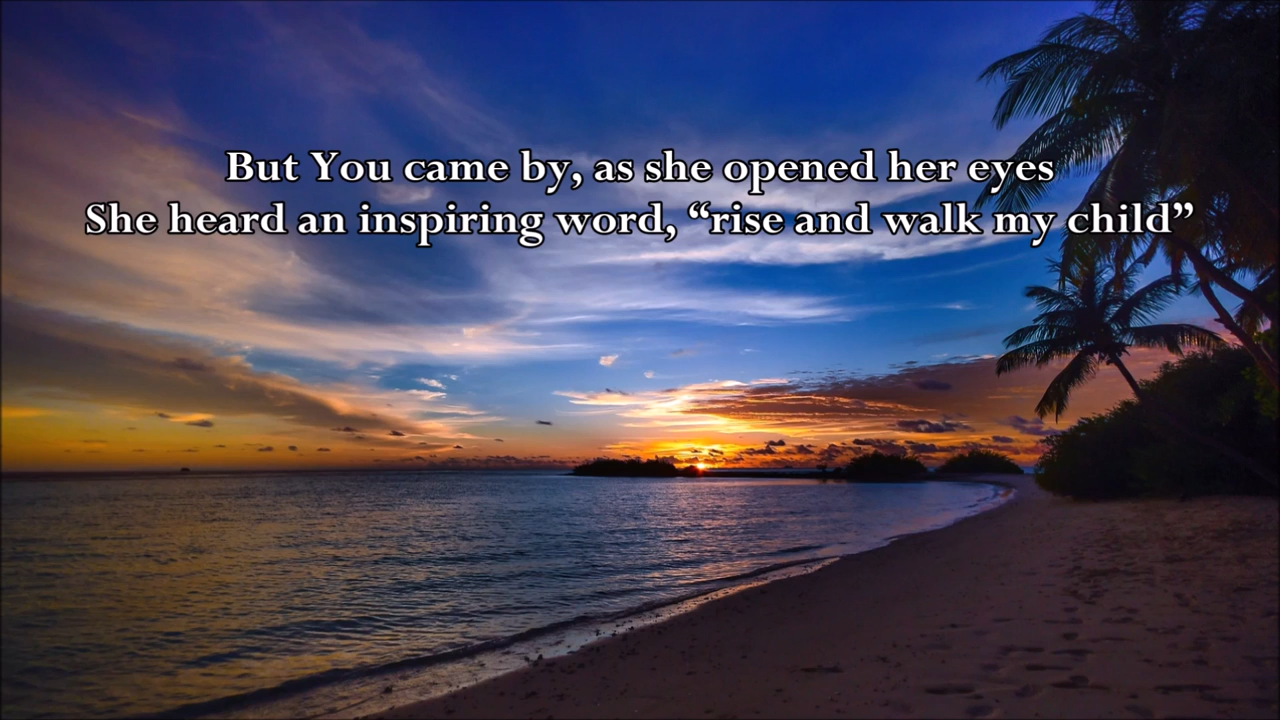 But You came by, as she opened her eyes
She heard an inspiring word, “rise and walk my child”